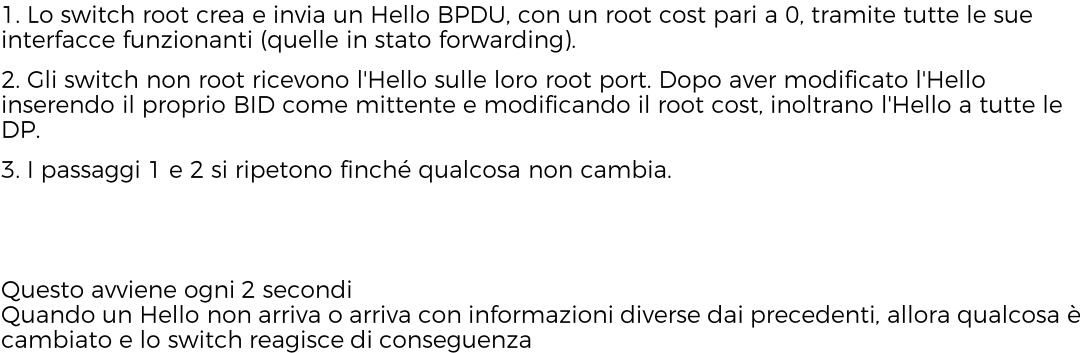 1. Lo switch root crea e invia un Hello BPDU, con un root cost pari a 0, tramite tutte le sue
interfacce funzionanti (quelle in stato forwarding).
2. Gli switch non root ricevono l'Hello sulle loro root port. Dopo aver modificato l'Hello
inserendo il proprio BID come mittente e modificando il root cost, inoltrano l'Hello a tutte le
DP.
3. I passaggi 1 e 2 si ripetono finché qualcosa non cambia.
Questo avviene ogni 2 secondi
Quando un Hello non arriva o arriva con informazioni diverse dai precedenti, allora qualcosa è
cambiato e lo switch reagisce di conseguenza